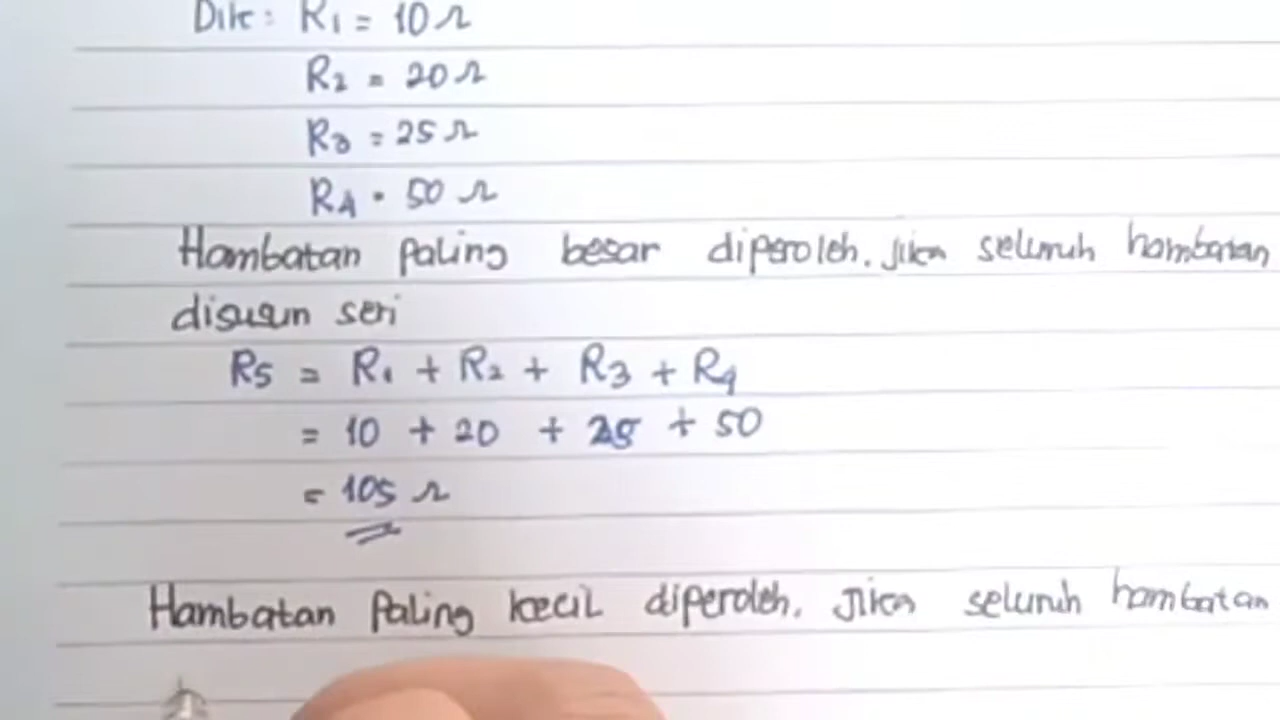 Dik : R1 = 10 Ω
R2 = 20 Ω
R3 = 25 Ω
R4 = 50 Ω
Hambatan paling besar diperoleh. Jika seluruh hambatan
disusun seri
RS = R1 + R2 + R3 + R4
= 10 + 20 + 25 + 50
= 105 Ω
Hambatan paling kecil diperoleh. Jika seluruh hambatan